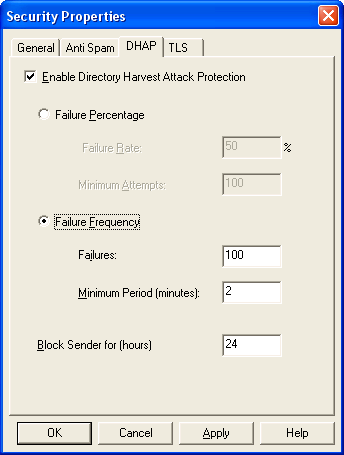 Security Properties
General Anti Spam DHAP TLS
Enable Directory Harvest Attack Protection
Failure Percentage
Failure Rate: 50 %
Minimum Attempts: 100
Failure Frequency
Failures: 100
Minimum Period (minutes): 2
Block Sender for (hours) 24
OK Cancel Apply Help